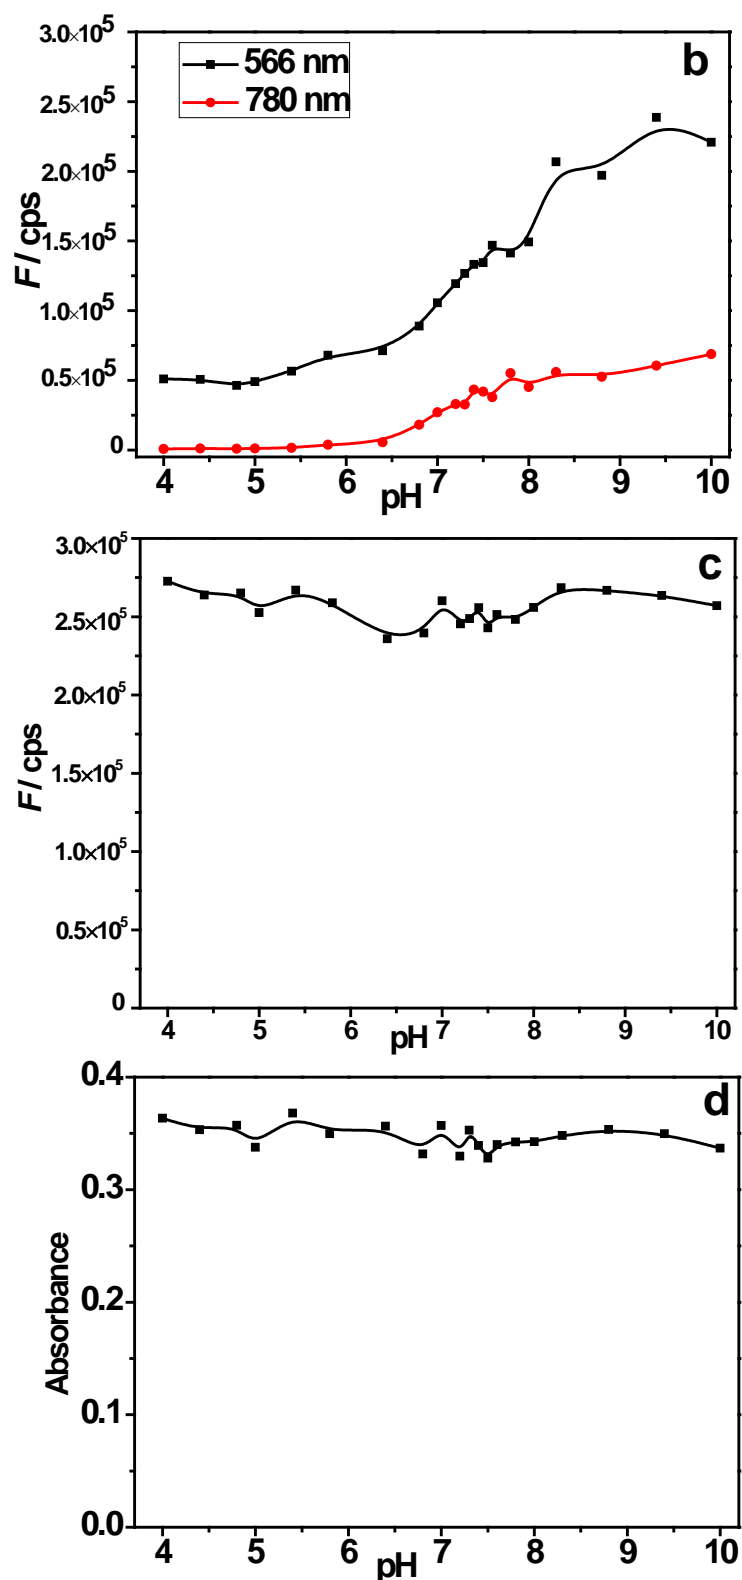 b
566 nm
780 nm
3.0×10⁵
2.5×10⁵
2.0×10⁵
1.5×10⁵
1.0×10⁵
0.5×10⁵
0
F / cps
4 5 6 7 8 9 10
pH
c
3.0×10⁵
2.5×10⁵
2.0×10⁵
1.5×10⁵
1.0×10⁵
0.5×10⁵
0
F / cps
4 5 6 7 8 9 10
pH
d
0.4
0.3
0.2
0.1
0.0
Absorbance
4 5 6 7 8 9 10
pH